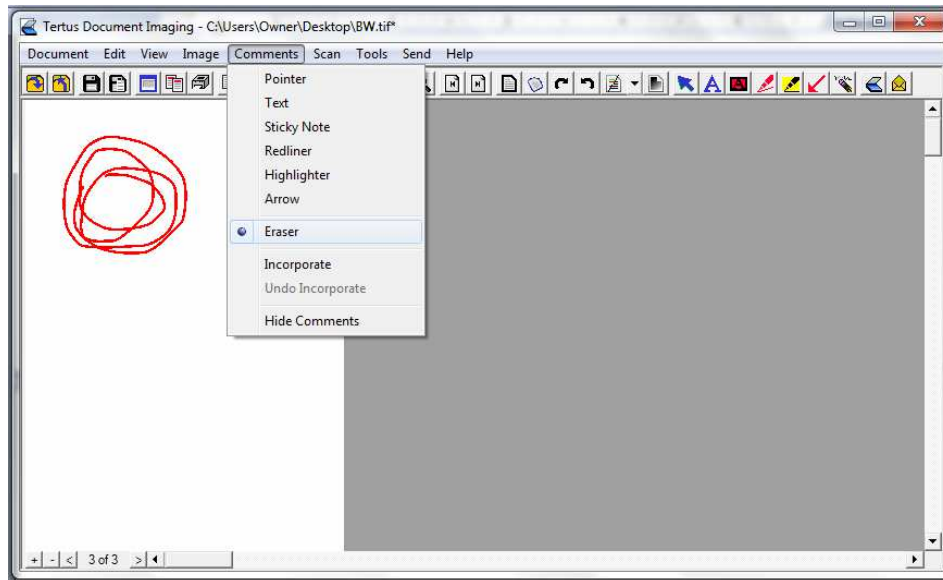 Tertus Document Imaging - C:\Users\Owner\Desktop\BW.tif*
Document Edit View Image Comments Scan Tools Send Help
A A
Pointer
Text
Sticky Note
Redliner
Highlighter
Arrow
Eraser
Incorporate
Undo Incorporate
Hide Comments
+ - < 3 of 3 >